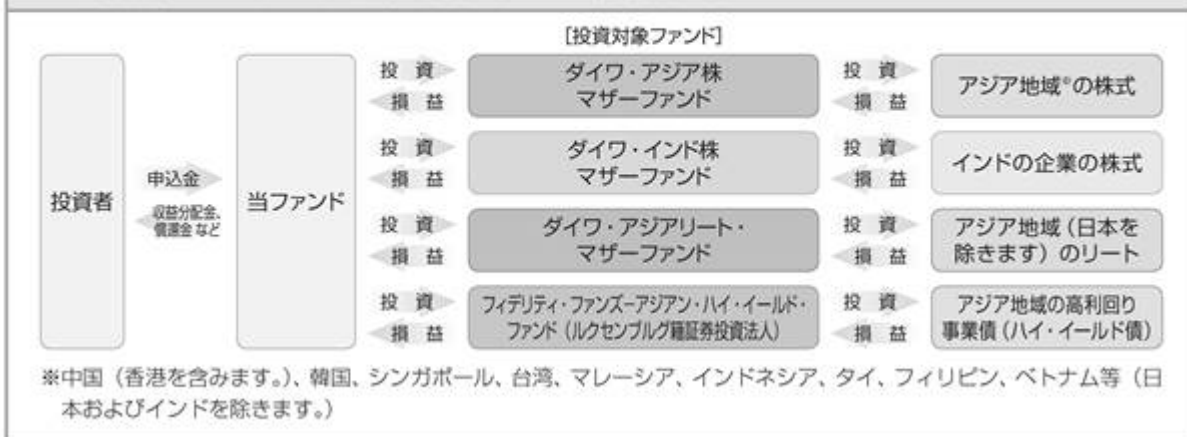 [投資対象ファンド]
投資者
申込金
収益分配金、
償還金 など
当ファンド
投 資
損 益
ダイワ・アジア株
マザーファンド
投 資
損 益
アジア地域※の株式
投 資
損 益
ダイワ・インド株
マザーファンド
投 資
損 益
インドの企業の株式
投 資
損 益
ダイワ・アジアリート・
マザーファンド
投 資
損 益
アジア地域(日本を
除きます)のリート
投 資
損 益
フィデリティ・ファンズ-アジアン・ハイ・イールド・
ファンド(ルクセンブルグ籍証券投資法人)
投 資
損 益
アジア地域の高利回り
事業債(ハイ・イールド債)
※中国(香港を含みます。)、韓国、シンガポール、台湾、マレーシア、インドネシア、タイ、フィリピン、ベトナム等(日
本およびインドを除きます。)